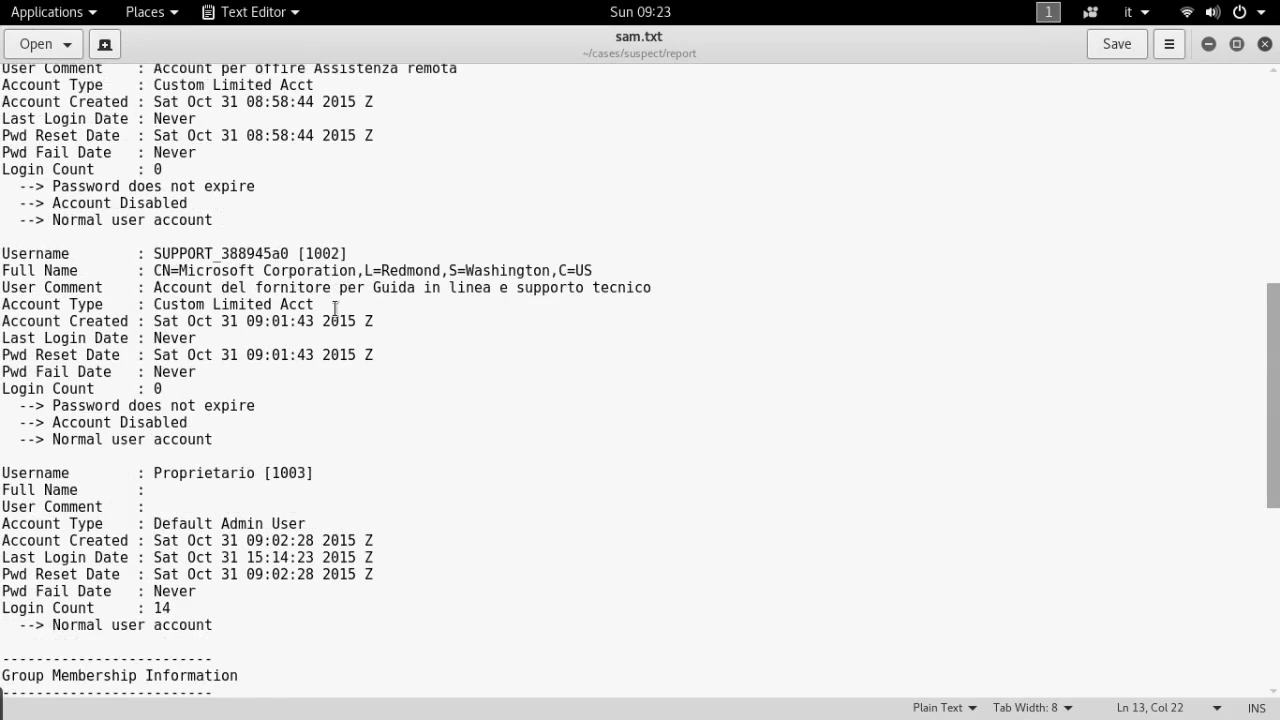 Applications Places Text Editor Sun 09:23 1 it
Open sam.txt Save
~/cases/suspect/report
User Comment : Account per offire Assistenza remota
Account Type : Custom Limited Acct
Account Created : Sat Oct 31 08:58:44 2015 Z
Last Login Date : Never
Pwd Reset Date : Sat Oct 31 08:58:44 2015 Z
Pwd Fail Date : Never
Login Count : 0
--> Password does not expire
--> Account Disabled
--> Normal user account
Username : SUPPORT_388945a0 [1002]
Full Name : CN=Microsoft Corporation,L=Redmond,S=Washington,C=US
User Comment : Account del fornitore per Guida in linea e supporto tecnico
Account Type : Custom Limited Acct
Account Created : Sat Oct 31 09:01:43 2015 Z
Last Login Date : Never
Pwd Reset Date : Sat Oct 31 09:01:43 2015 Z
Pwd Fail Date : Never
Login Count : 0
--> Password does not expire
--> Account Disabled
--> Normal user account
Username : Proprietario [1003]
Full Name :
User Comment :
Account Type : Default Admin User
Account Created : Sat Oct 31 09:02:28 2015 Z
Last Login Date : Sat Oct 31 15:14:23 2015 Z
Pwd Reset Date : Sat Oct 31 09:02:28 2015 Z
Pwd Fail Date : Never
Login Count : 14
--> Normal user account
-------------------------
Group Membership Information
-------------------------
Plain Text Tab Width: 8 Ln 13, Col 22 INS